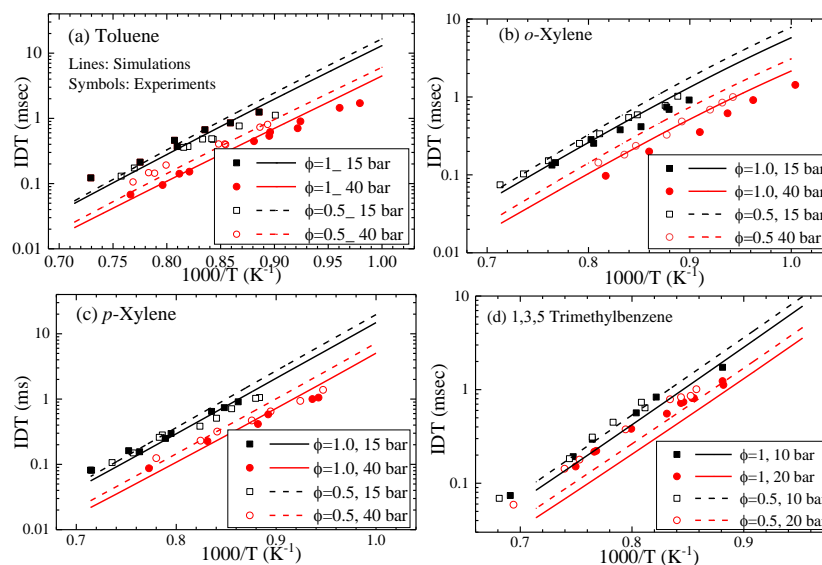 (a) Toluene
Lines: Simulations
Symbols: Experiments
IDT (msec)
10
1
0.1
0.01
ϕ=1_ 15 bar
ϕ=1_ 40 bar
ϕ=0.5_ 15 bar
ϕ=0.5_ 40 bar
0.70 0.75 0.80 0.85 0.90 0.95 1.00
1000/T (K⁻¹)
(b) o-Xylene
IDT (msec)
10
1
0.1
0.01
ϕ=1.0, 15 bar
ϕ=1.0, 40 bar
ϕ=0.5, 15 bar
ϕ=0.5 40 bar
0.7 0.8 0.9 1.0
1000/T (K⁻¹)
(c) p-Xylene
IDT (ms)
10
1
0.1
0.01
ϕ=1.0, 15 bar
ϕ=1.0, 40 bar
ϕ=0.5, 15 bar
ϕ=0.5, 40 bar
0.7 0.8 0.9 1.0
1000/T (K⁻¹)
(d) 1,3,5 Trimethylbenzene
IDT (msec)
10
1
0.1
ϕ=1, 10 bar
ϕ=1, 20 bar
ϕ=0.5, 10 bar
ϕ=0.5, 20 bar
0.7 0.8 0.9
1000/T (K⁻¹)